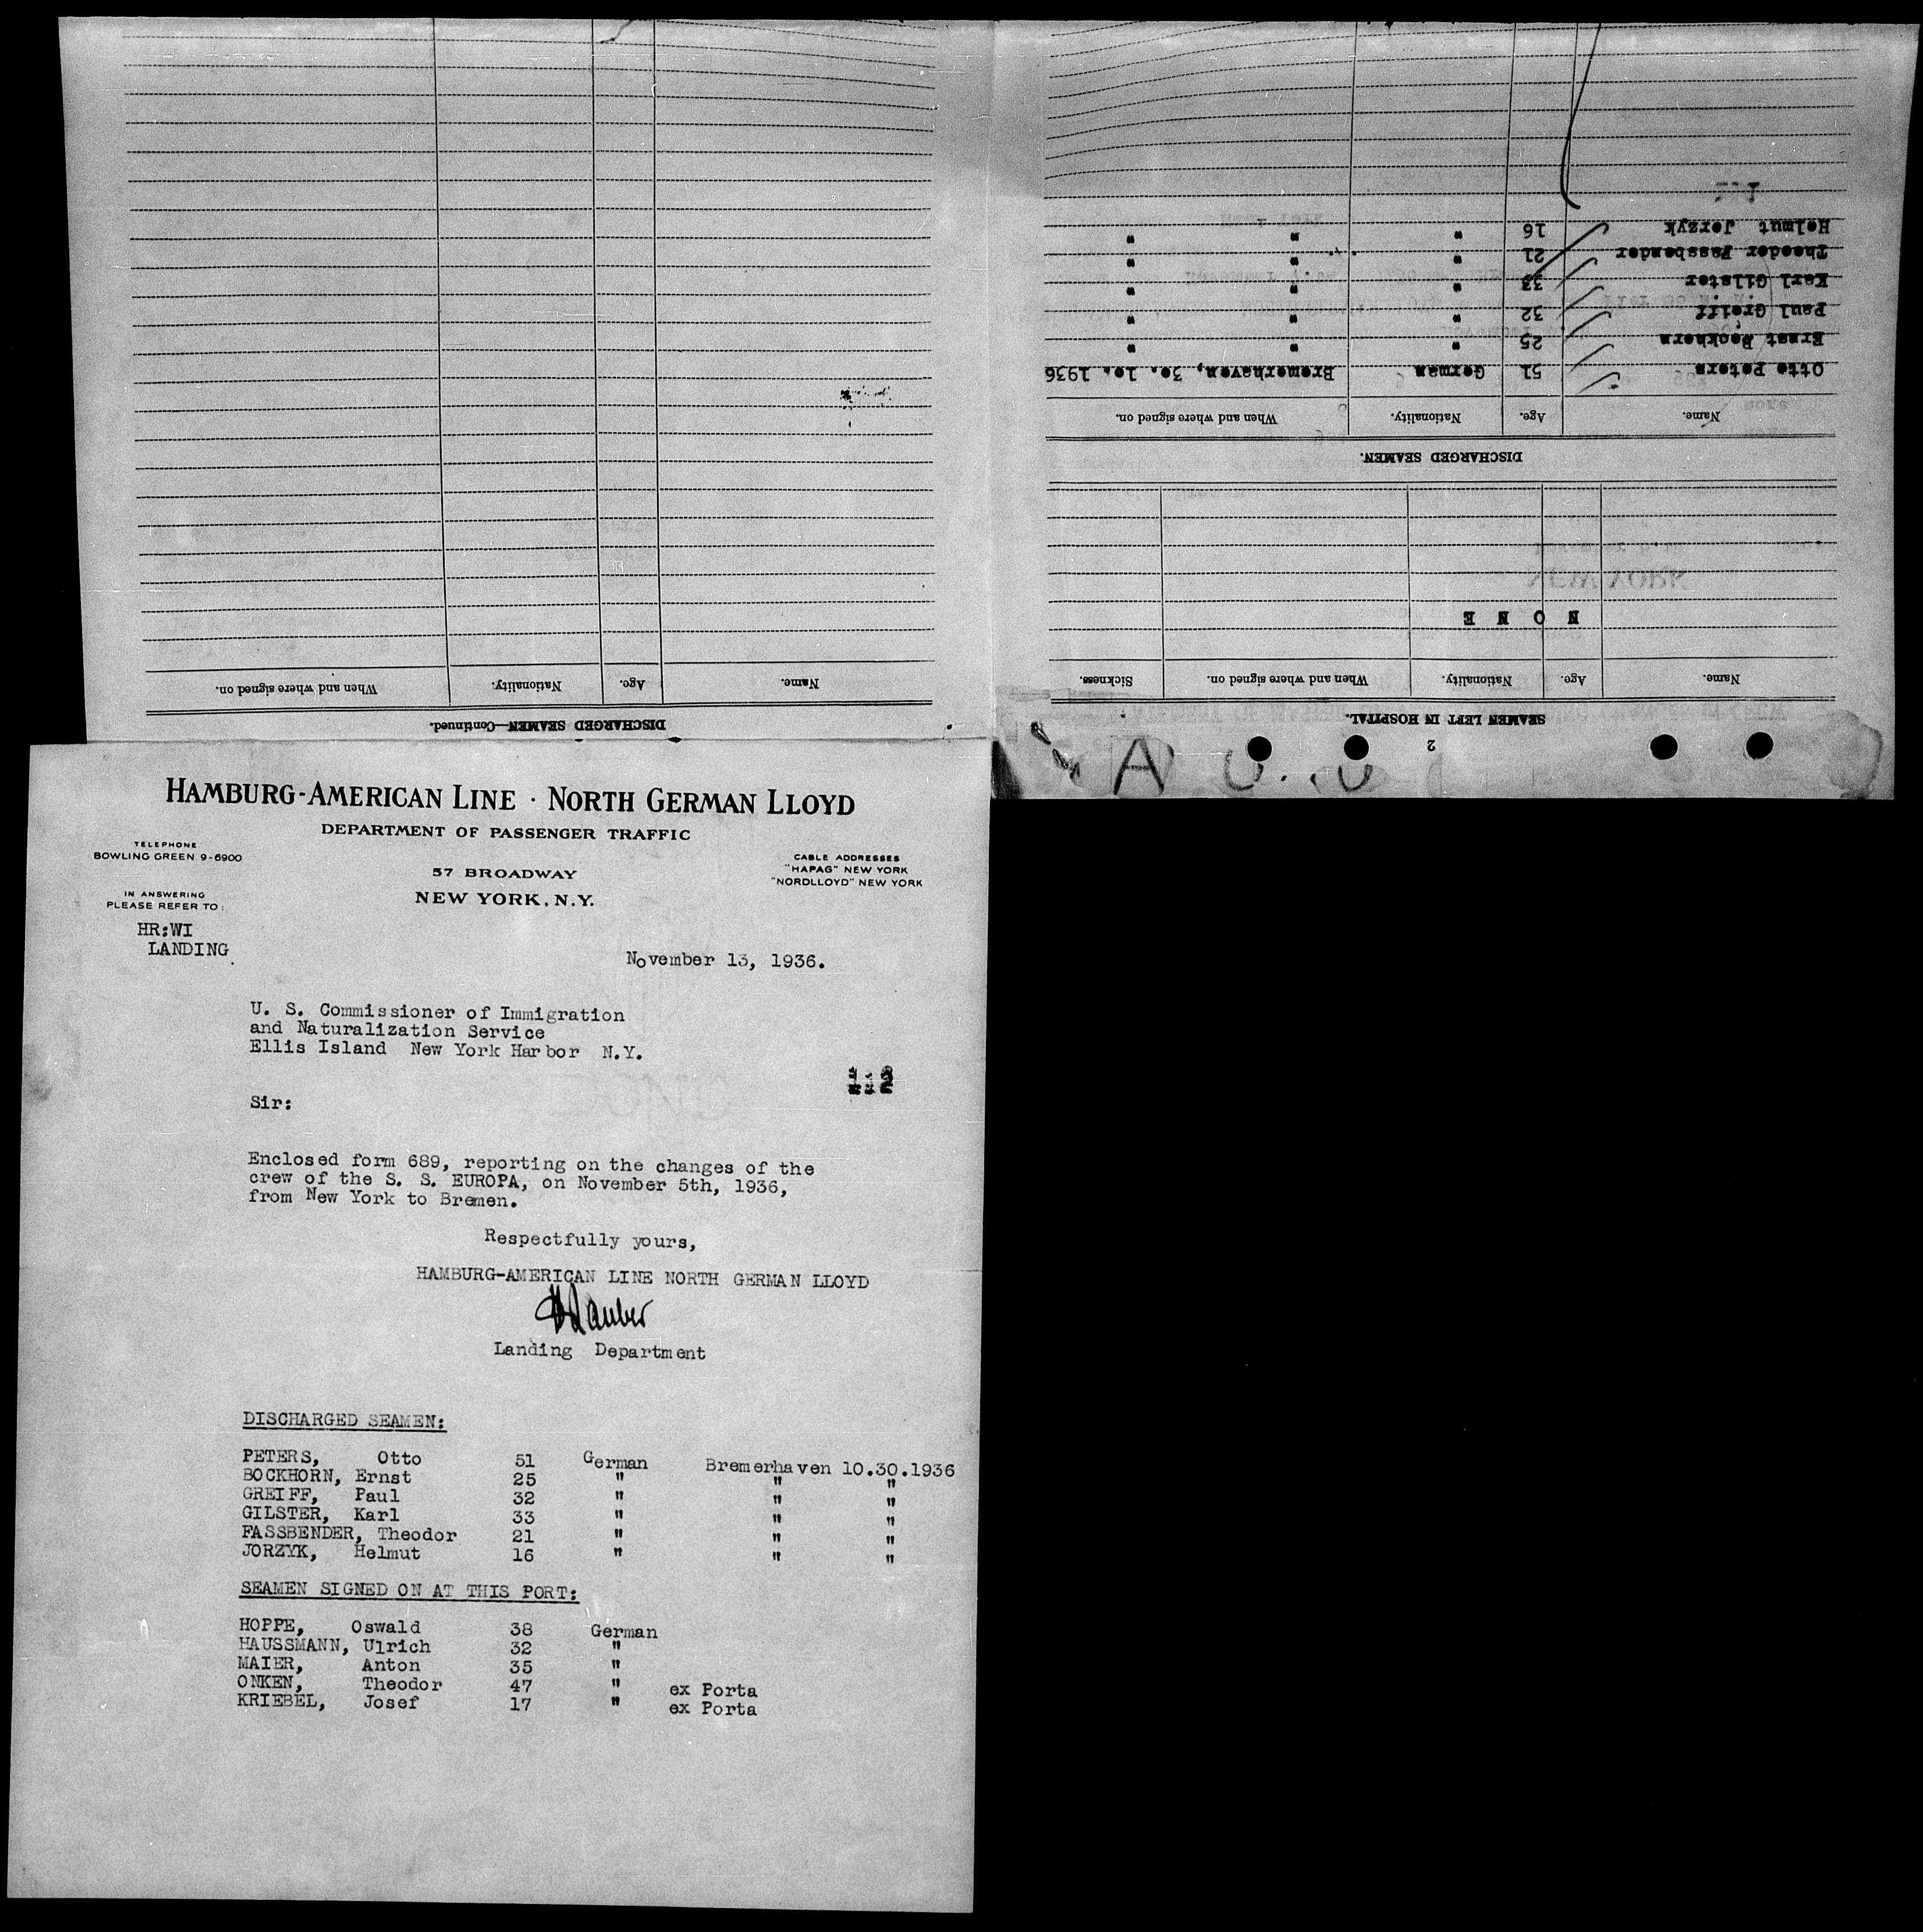 DISCHARGED SEAMEN—Continued.
Name. Age. Nationality. When and where signed on.
2
SEAMEN LEFT IN HOSPITAL.
Name. Age. Nationality. When and where signed on. Sickness.
N O N E
DISCHARGED SEAMEN.
Name. Age. Nationality. When and where signed on.
Otto Peters 51 German Bremerhaven, 3o. 1o. 1936
Ernst Bockhorn 25 " " "
Paul Greiff 32 " " "
Karl Gilster 33 " " "
Theodor Fassbender 21 " " "
Helmut Jorzyk 16 " " "
HAMBURG-AMERICAN LINE · NORTH GERMAN LLOYD
DEPARTMENT OF PASSENGER TRAFFIC
TELEPHONE
BOWLING GREEN 9-6900
57 BROADWAY
NEW YORK, N.Y.
CABLE ADDRESSES
"HAPAG" NEW YORK
"NORDLLOYD" NEW YORK
IN ANSWERING
PLEASE REFER TO:
HR:WI
LANDING
November 13, 1936.
U. S. Commissioner of Immigration
and Naturalization Service
Ellis Island New York Harbor N.Y.
Sir:
Enclosed form 689, reporting on the changes of the
crew of the S. S. EUROPA, on November 5th, 1936,
from New York to Bremen.
Respectfully yours,
HAMBURG-AMERICAN LINE NORTH GERMAN LLOYD
Landing Department
DISCHARGED SEAMEN:
PETERS, Otto 51 German Bremerhaven 10.30.1936
BOCKHORN, Ernst 25 " " "
GREIFF, Paul 32 " " "
GILSTER, Karl 33 " " "
FASSBENDER, Theodor 21 " " "
JORZYK, Helmut 16 " " "
SEAMEN SIGNED ON AT THIS PORT:
HOPPE, Oswald 38 German
HAUSSMANN, Ulrich 32 "
MAIER, Anton 35 "
ONKEN, Theodor 47 " ex Porta
KRIEBEL, Josef 17 " ex Porta